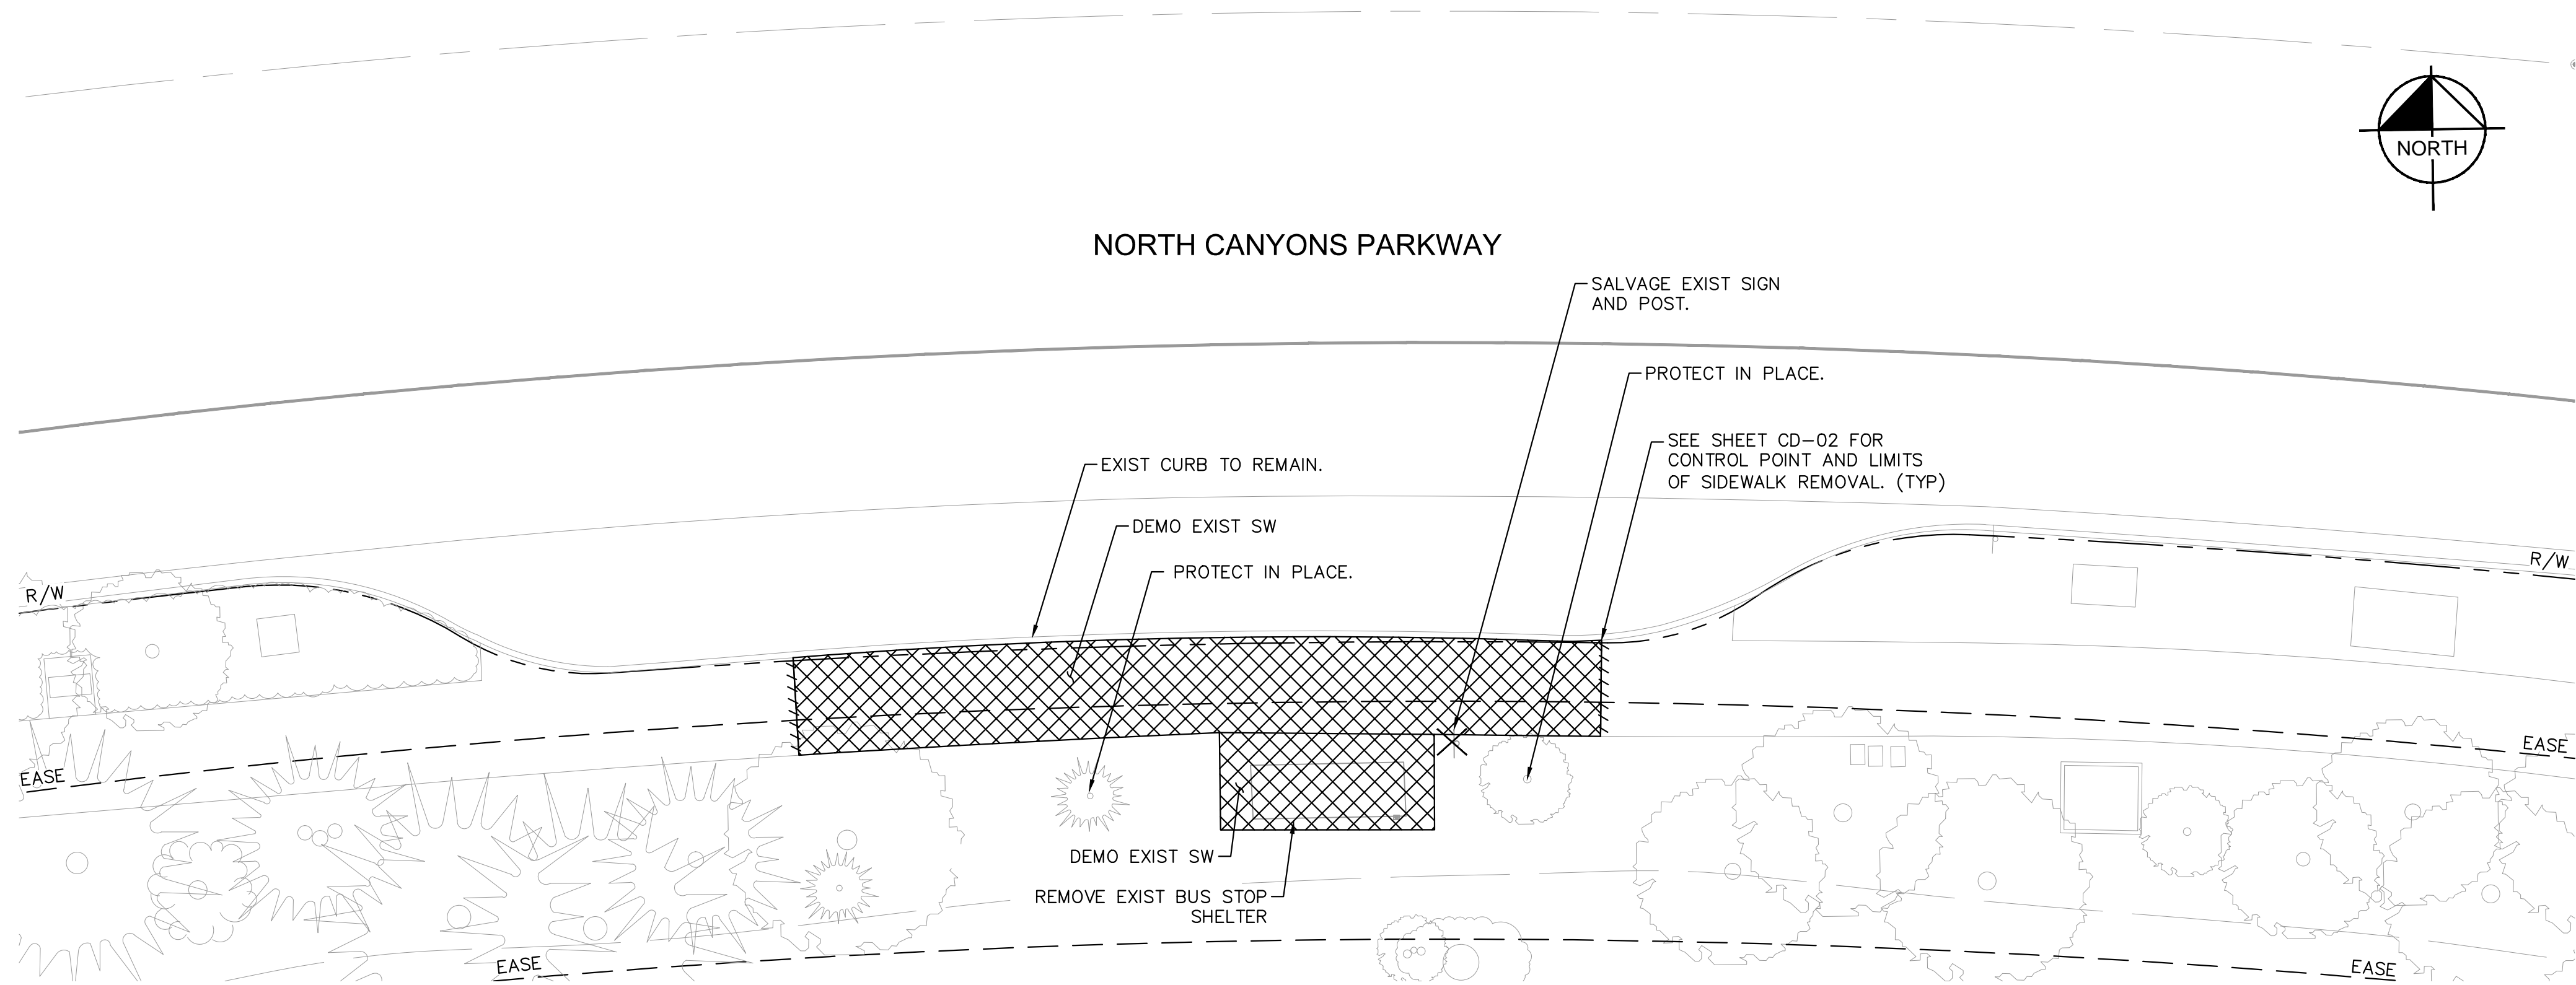 NORTH
NORTH CANYONS PARKWAY
SALVAGE EXIST SIGN
AND POST.
PROTECT IN PLACE.
SEE SHEET CD-02 FOR
CONTROL POINT AND LIMITS
OF SIDEWALK REMOVAL. (TYP)
EXIST CURB TO REMAIN.
DEMO EXIST SW
PROTECT IN PLACE.
R/W
R/W
EASE
EASE
DEMO EXIST SW
REMOVE EXIST BUS STOP
SHELTER
EASE
EASE